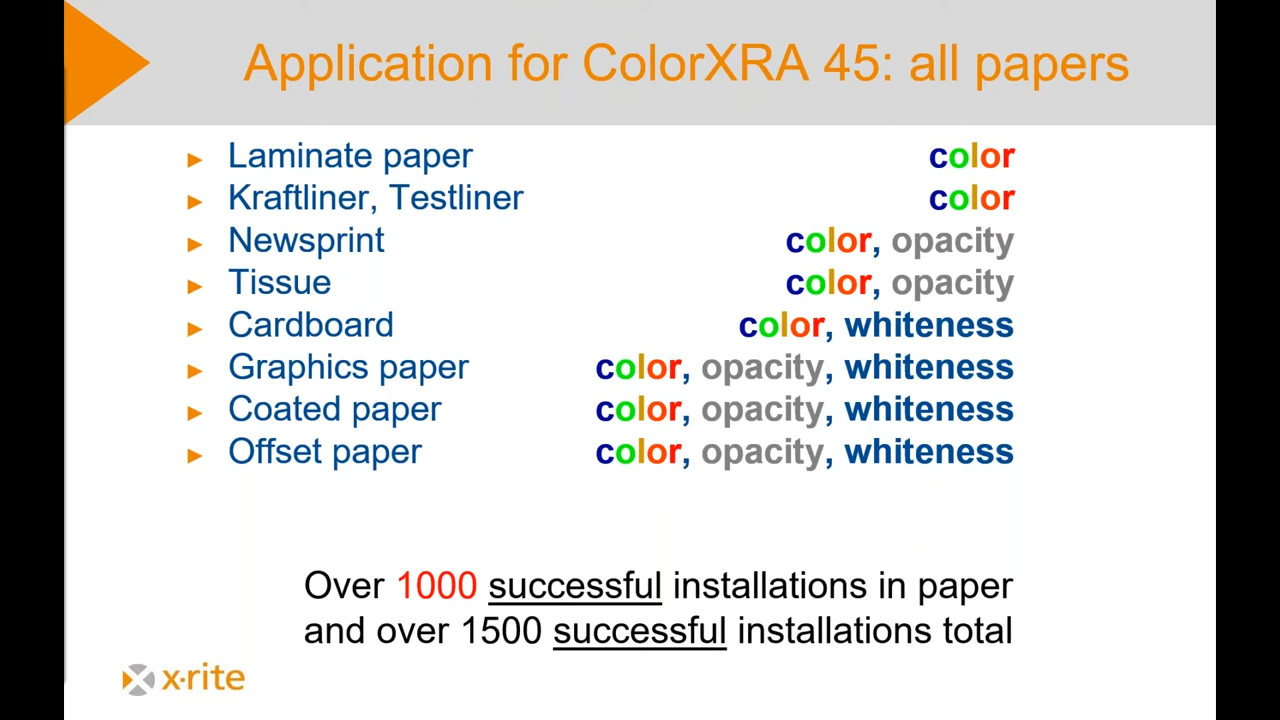 Application for ColorXRA 45: all papers
► Laminate paper color
► Kraftliner, Testliner color
► Newsprint color, opacity
► Tissue color, opacity
► Cardboard color, whiteness
► Graphics paper color, opacity, whiteness
► Coated paper color, opacity, whiteness
► Offset paper color, opacity, whiteness
Over 1000 successful installations in paper
and over 1500 successful installations total
x·rite